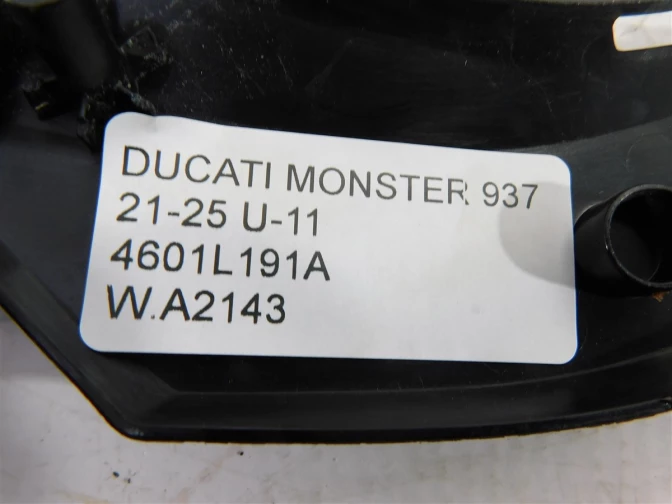 DUCATI MONSTER 937
21-25 U-11
4601L191A
W.A2143